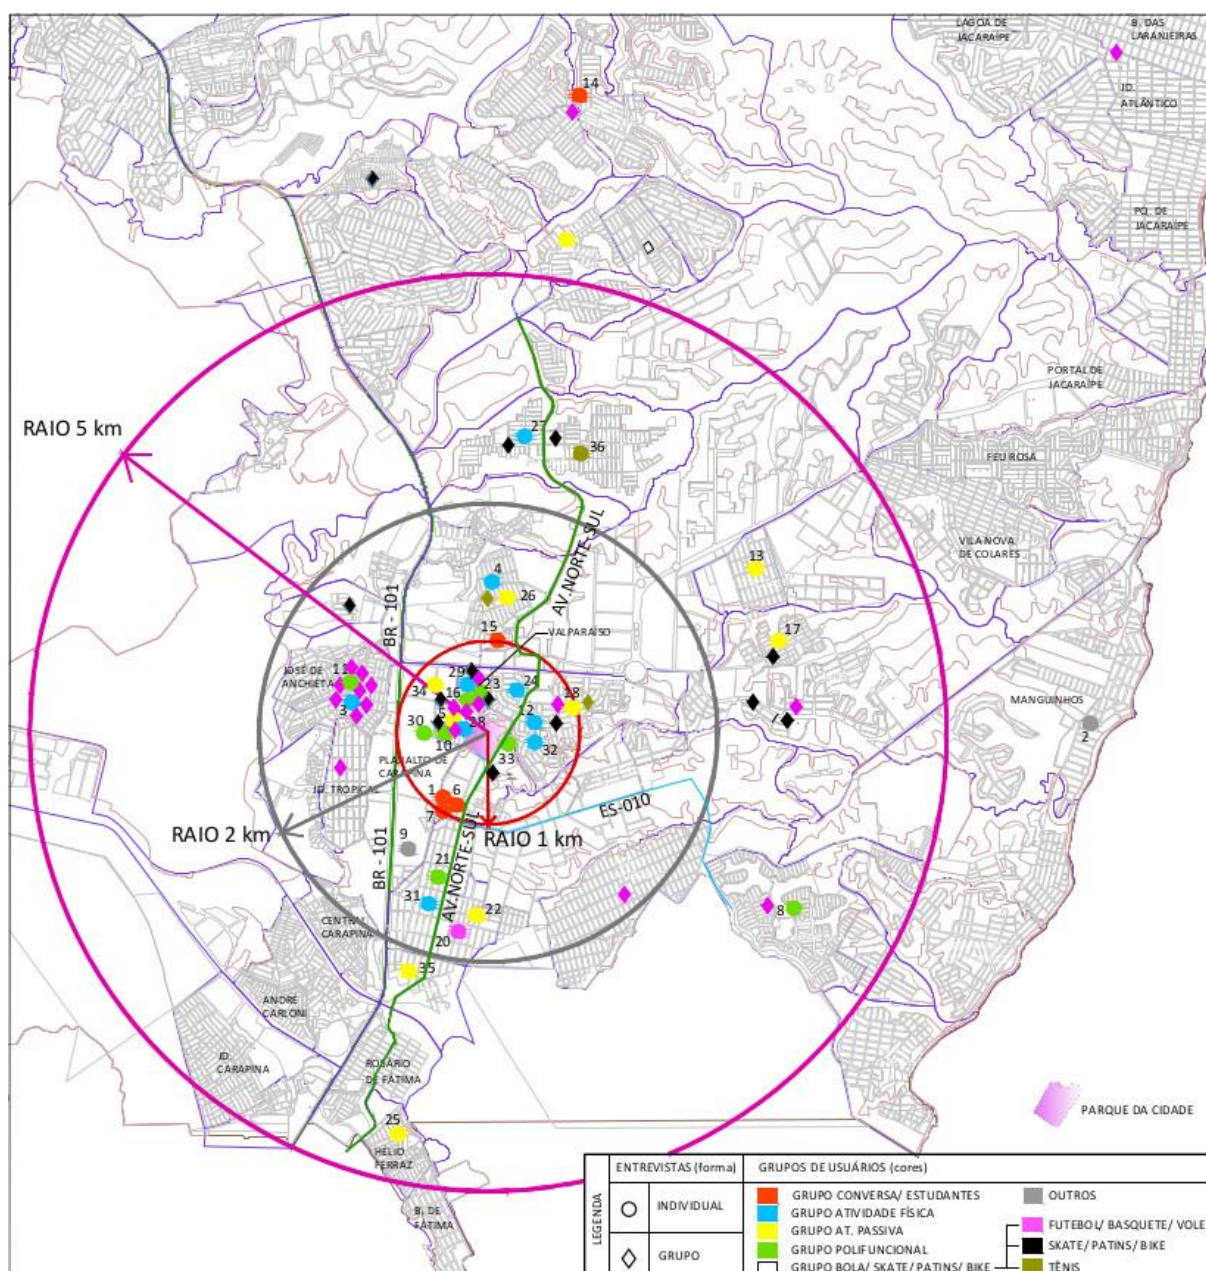 LAGOA DE
JACARAÍPE
B. DAS
LARANJEIRAS
14
JD.
ATLÂNTICO
PQ. DE
JACARAÍPE
PORTAL DE
JACARAÍPE
RAIO 5 km
27
36
FEU ROSA
AV. NORTE-SUL
VILA NOVA
DE COLARES
13
4
26
BR - 101
15
VALPARAÍSO
17
JOSÉ DE
ANCHIETA
11
29
34
16
23
24
18
MANGUINHOS
3
5
12
30
28
2
10
33
32
PLANALTO DE
CARAPINA
JD. TROPICAL
1
6
7
ES-010
RAIO 2 km
RAIO 1 km
9
BR - 101
AV. NORTE-SUL
21
31
22
8
CENTRAL
CARAPINA
20
35
ANDRÉ
CARLONI
JD.
CARAPINA
ROSÁRIO
DE FÁTIMA
PARQUE DA CIDADE
25
HÉLIO
FERRAZ
B. DE
FÁTIMA
LEGENDA
ENTREVISTAS (forma)
GRUPOS DE USUÁRIOS (cores)
INDIVIDUAL
GRUPO
GRUPO CONVERSA/ ESTUDANTES
GRUPO ATIVIDADE FÍSICA
GRUPO AT. PASSIVA
GRUPO POLIFUNCIONAL
GRUPO BOLA/ SKATE/ PATINS/ BIKE
OUTROS
FUTEBOL/ BASQUETE/ VOLE
SKATE/ PATINS/ BIKE
TÊNIS